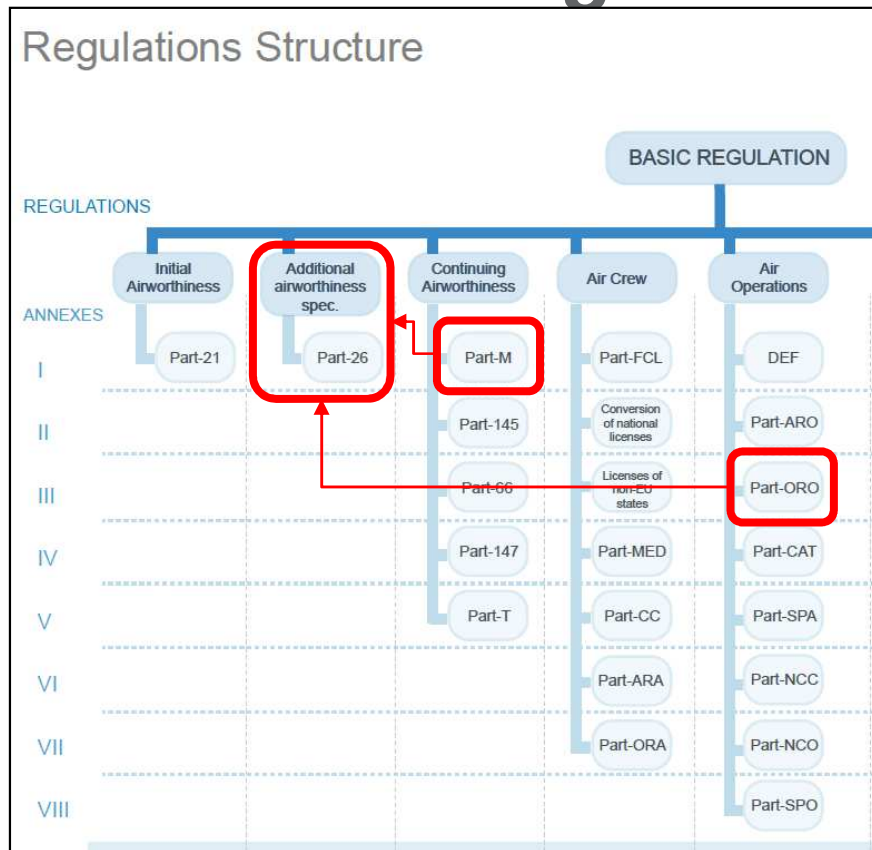 Regulations Structure
BASIC REGULATION
REGULATIONS
Initial
Airworthiness
Additional
airworthiness
spec.
Continuing
Airworthiness
Air Crew
Air
Operations
ANNEXES
I
Part-21
Part-26
Part-M
Part-FCL
DEF
II
Part-145
Conversion
of national
licenses
Part-ARO
III
Part-66
Licenses of
non-EU
states
Part-ORO
IV
Part-147
Part-MED
Part-CAT
V
Part-T
Part-CC
Part-SPA
VI
Part-ARA
Part-NCC
VII
Part-ORA
Part-NCO
VIII
Part-SPO